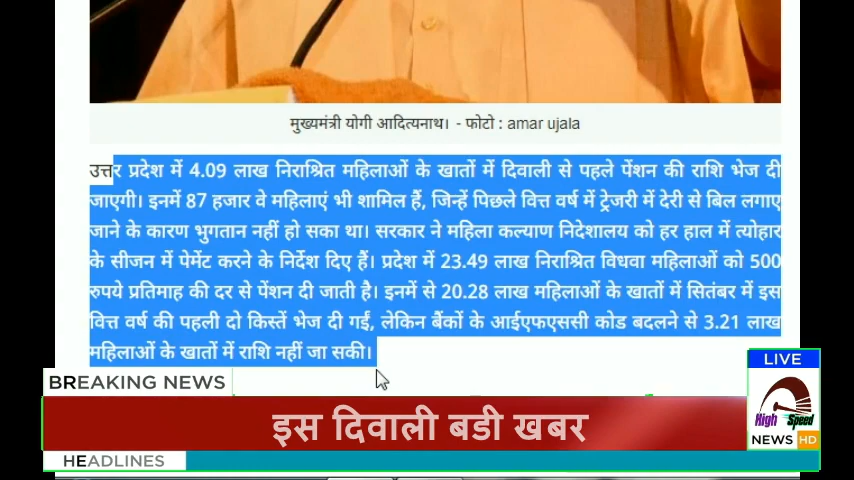 मुख्यमंत्री योगी आदित्यनाथ। - फोटो : amar ujala
उत्तर प्रदेश में 4.09 लाख निराश्रित महिलाओं के खातों में दिवाली से पहले पेंशन की राशि भेज दी
जाएगी। इनमें 87 हजार वे महिलाएं भी शामिल हैं, जिन्हें पिछले वित्त वर्ष में ट्रेजरी में देरी से बिल लगाए
जाने के कारण भुगतान नहीं हो सका था। सरकार ने महिला कल्याण निदेशालय को हर हाल में त्योहार
के सीजन में पेमेंट करने के निर्देश दिए हैं। प्रदेश में 23.49 लाख निराश्रित विधवा महिलाओं को 500
रुपये प्रतिमाह की दर से पेंशन दी जाती है। इनमें से 20.28 लाख महिलाओं के खातों में सितंबर में इस
वित्त वर्ष की पहली दो किस्तें भेज दी गईं, लेकिन बैंकों के आईएफएससी कोड बदलने से 3.21 लाख
महिलाओं के खातों में राशि नहीं जा सकी।
LIVE
BREAKING NEWS
इस दिवाली बडी खबर
High Speed
NEWS HD
HEADLINES